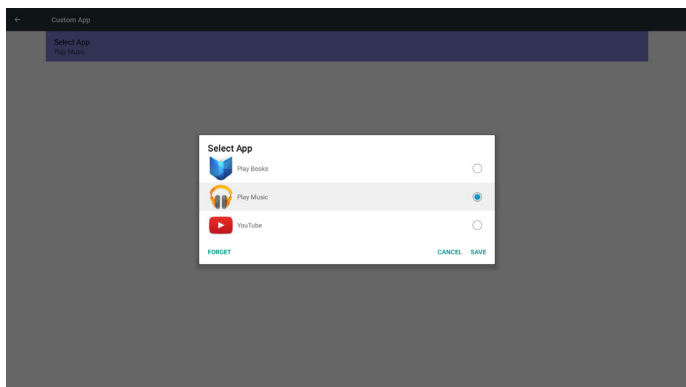 Custom App
Select App
Play Music
Select App
Play Books
Play Music
YouTube
FORGET
CANCEL SAVE